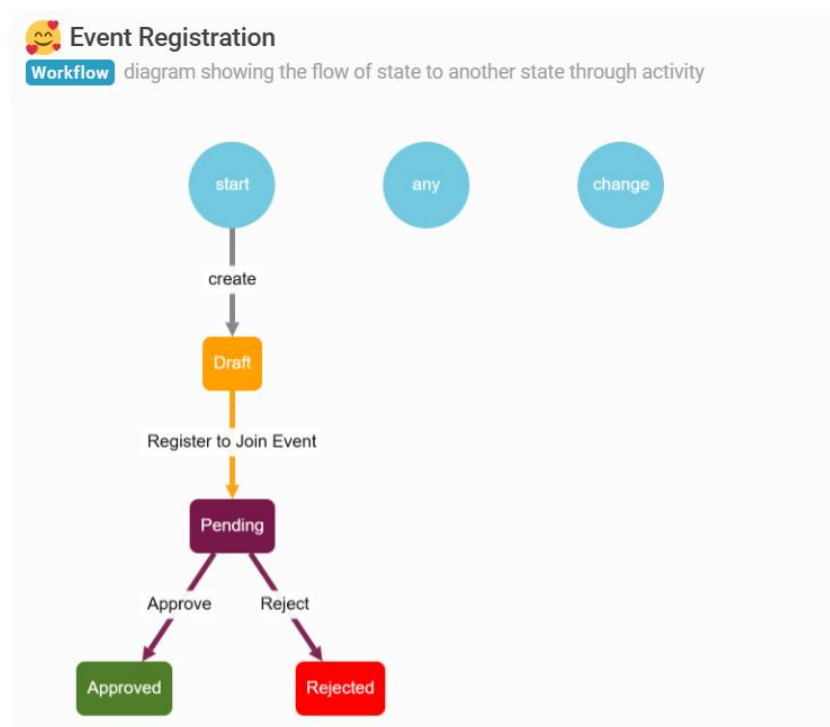 Event Registration
Workflow diagram showing the flow of state to another state through activity
start any change
create
Draft
Register to Join Event
Pending
Approve Reject
Approved Rejected